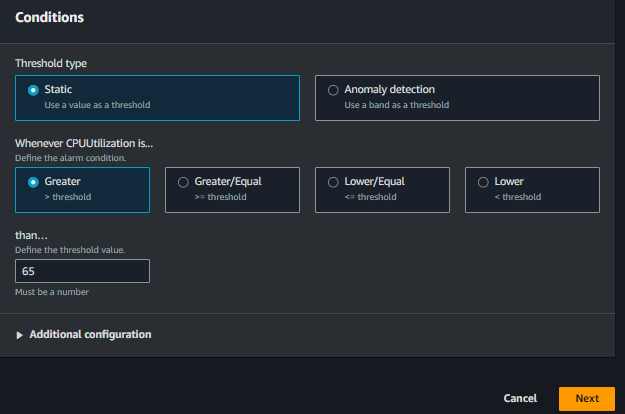 Conditions
Threshold type
Static
Use a value as a threshold
Anomaly detection
Use a band as a threshold
Whenever CPUUtilization is...
Define the alarm condition.
Greater
> threshold
Greater/Equal
>= threshold
Lower/Equal
<= threshold
Lower
< threshold
than...
Define the threshold value.
65
Must be a number
Additional configuration
Cancel
Next